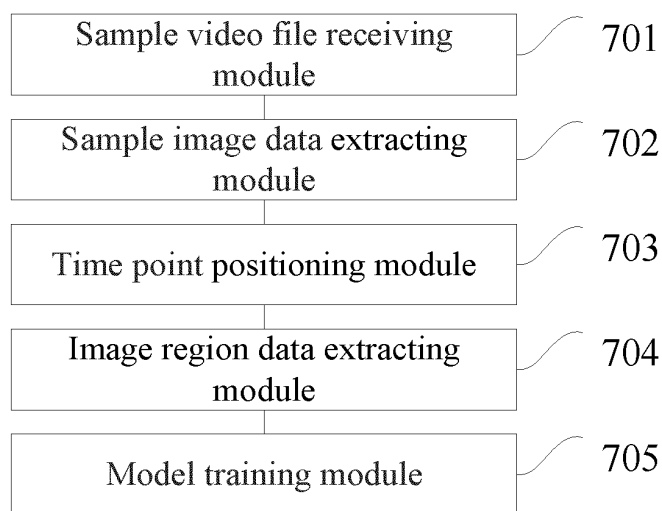 Sample video file receiving
module
701
Sample image data extracting
module
702
Time point positioning module
703
Image region data extracting
module
704
Model training module
705